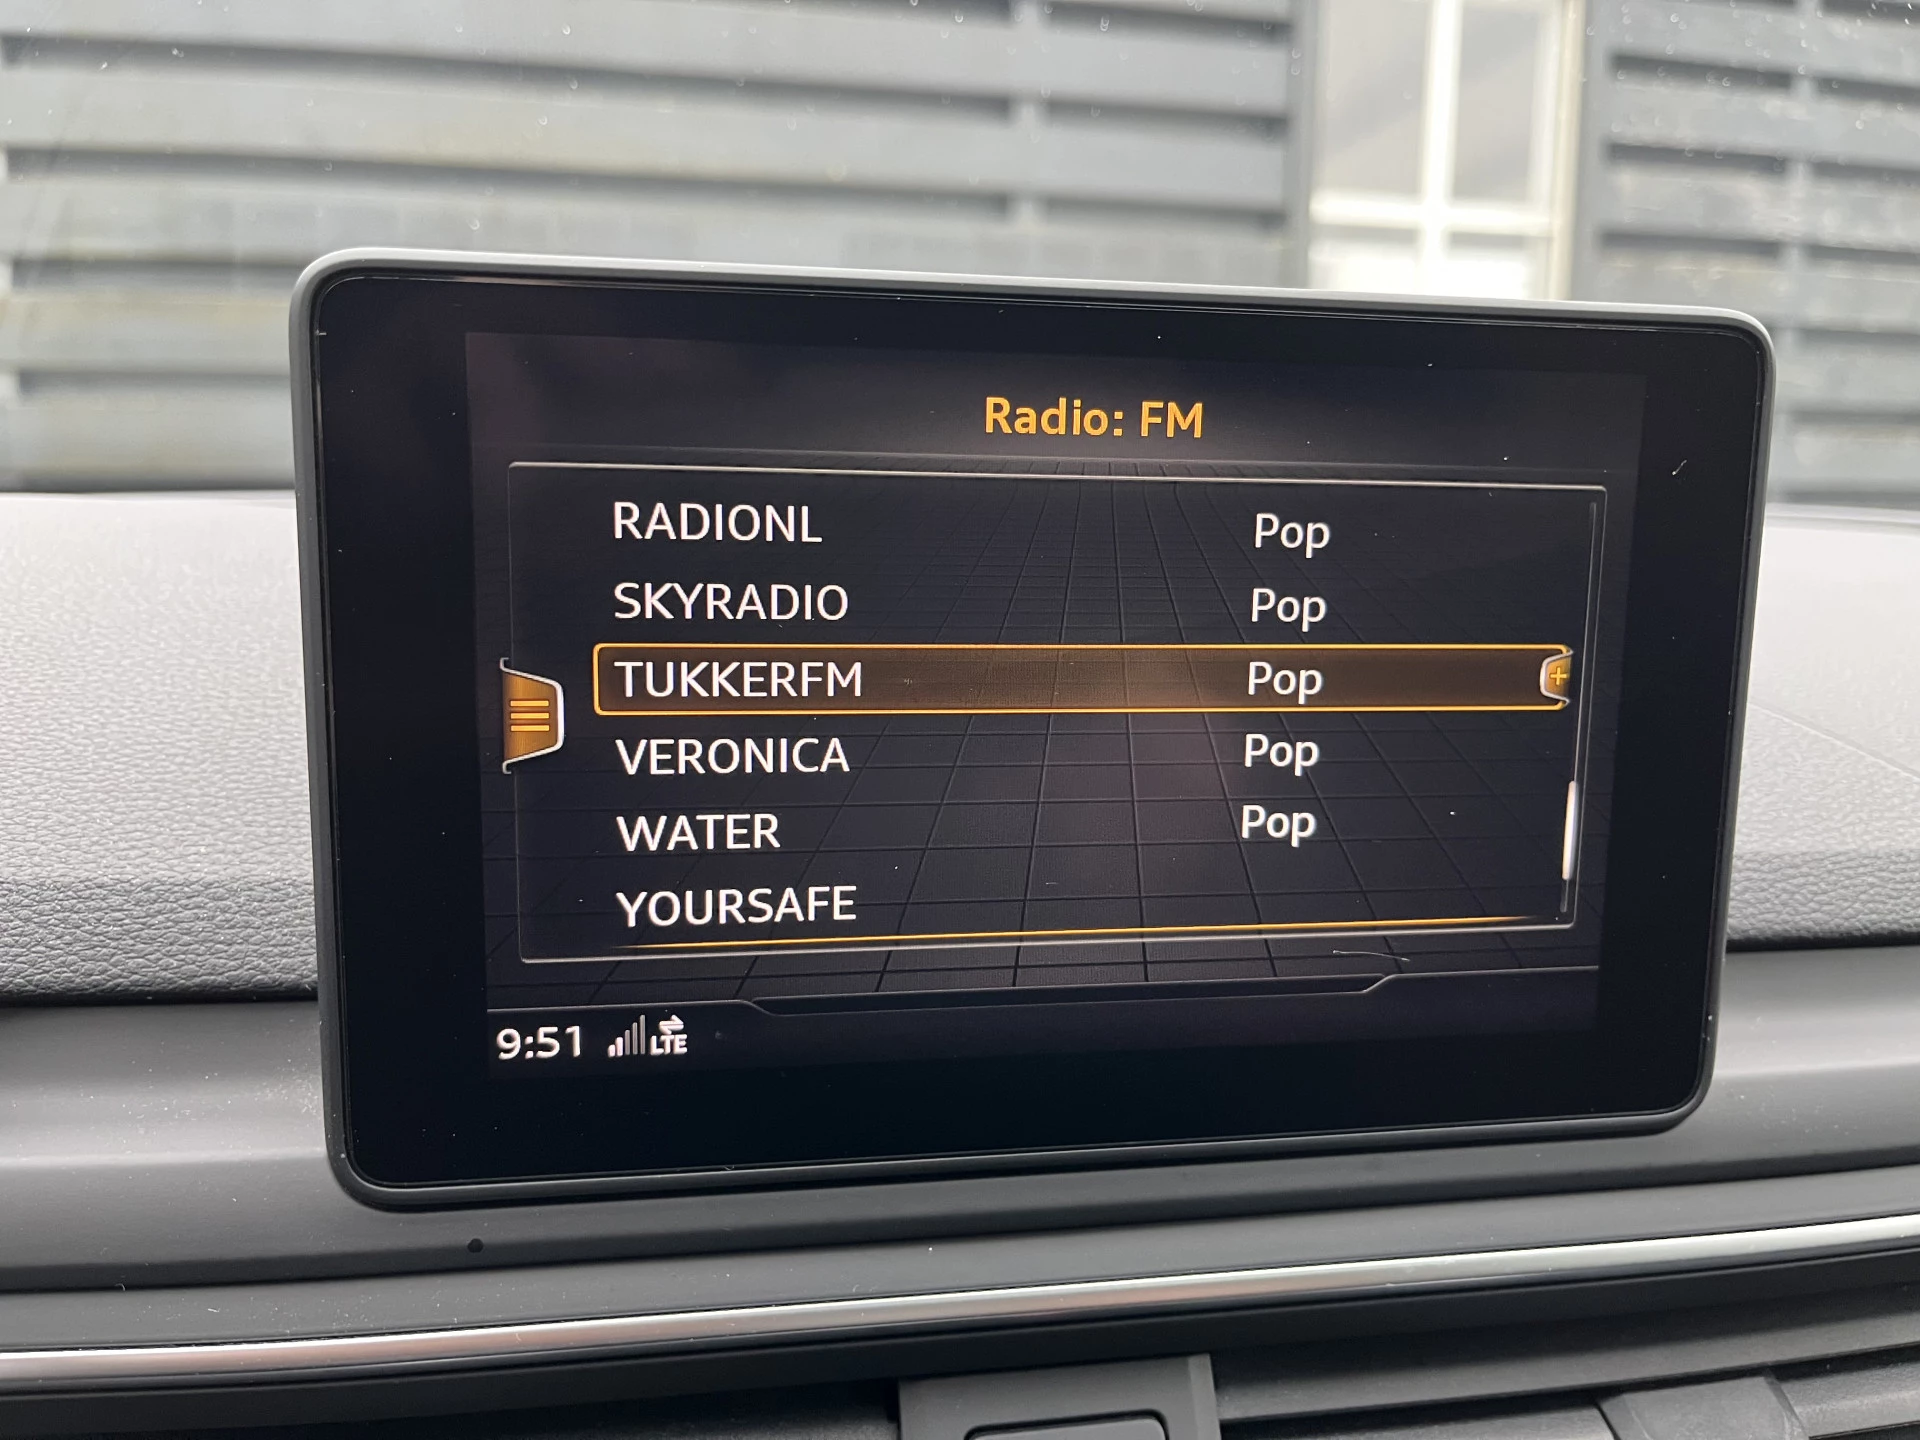 Radio: FM
RADIONL Pop
SKYRADIO Pop
TUKKERFM Pop
VERONICA Pop
WATER Pop
YOURSAFE
9:51 LTE